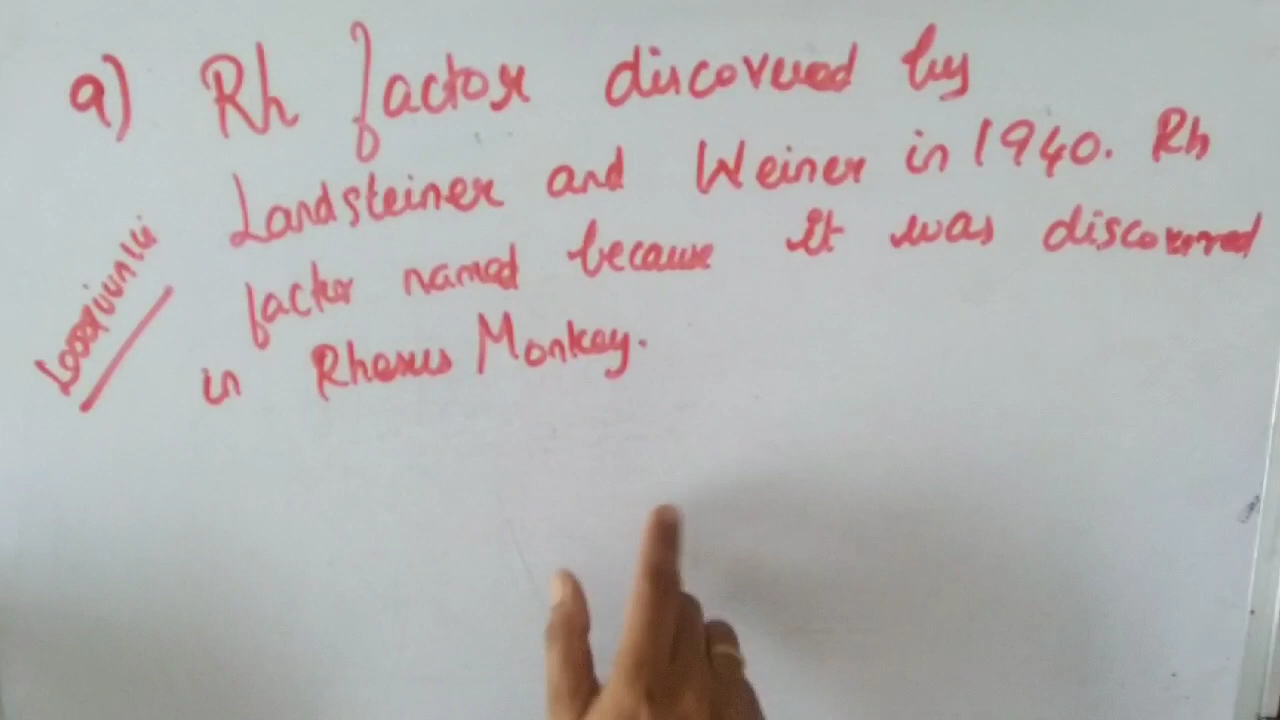 9) Rh factor discovered by
Landsteiner and Weiner in 1940. Rh
factor named because it was discovered
in Rhesus Monkey.